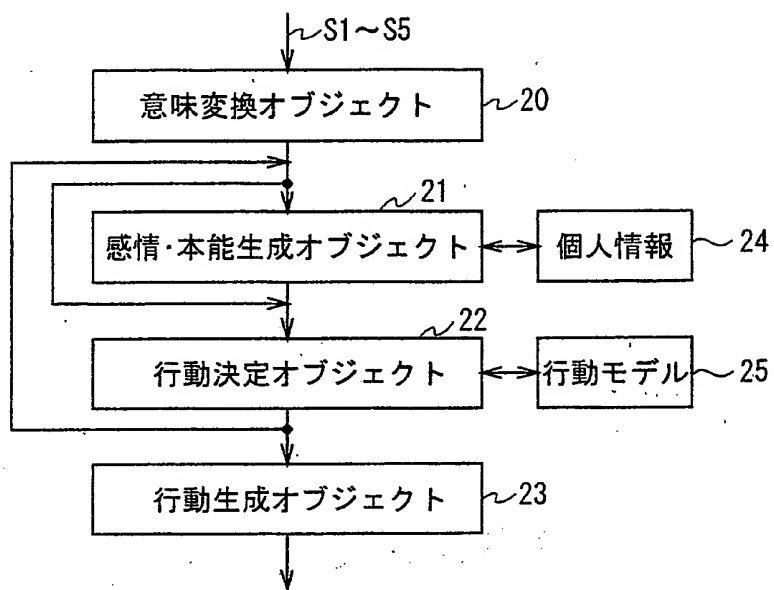 S1～S5
意味変換オブジェクト
20
21
感情・本能生成オブジェクト
個人情報
24
22
行動決定オブジェクト
行動モデル
25
行動生成オブジェクト
23